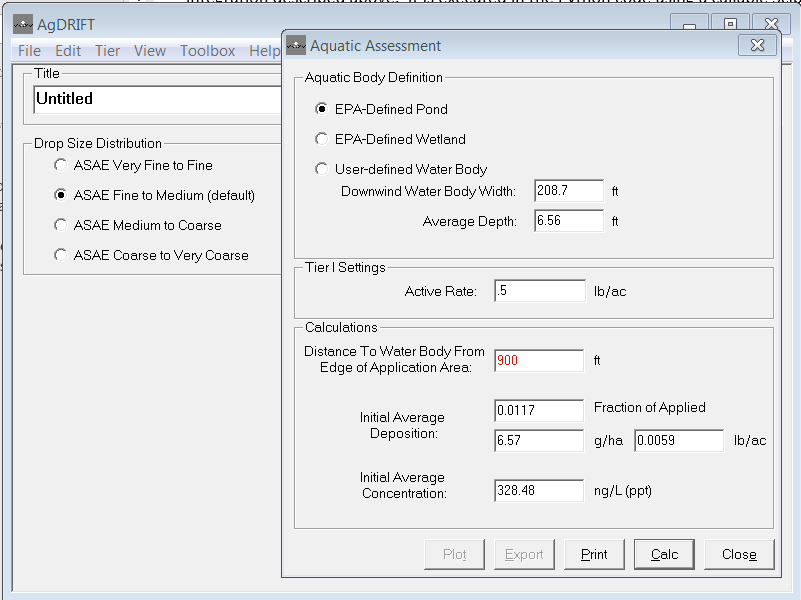 AgDRIFT
File Edit Tier View Toolbox Help
Title
Untitled
Drop Size Distribution
ASAE Very Fine to Fine
ASAE Fine to Medium (default)
ASAE Medium to Coarse
ASAE Coarse to Very Coarse
Aquatic Assessment
Aquatic Body Definition
EPA-Defined Pond
EPA-Defined Wetland
User-defined Water Body
Downwind Water Body Width: 208.7 ft
Average Depth: 6.56 ft
Tier I Settings
Active Rate: .5 lb/ac
Calculations
Distance To Water Body From
Edge of Application Area: 900 ft
Initial Average
Deposition: 0.0117 Fraction of Applied
6.57 g/ha 0.0059 lb/ac
Initial Average
Concentration: 328.48 ng/L (ppt)
Plot Export Print Calc Close